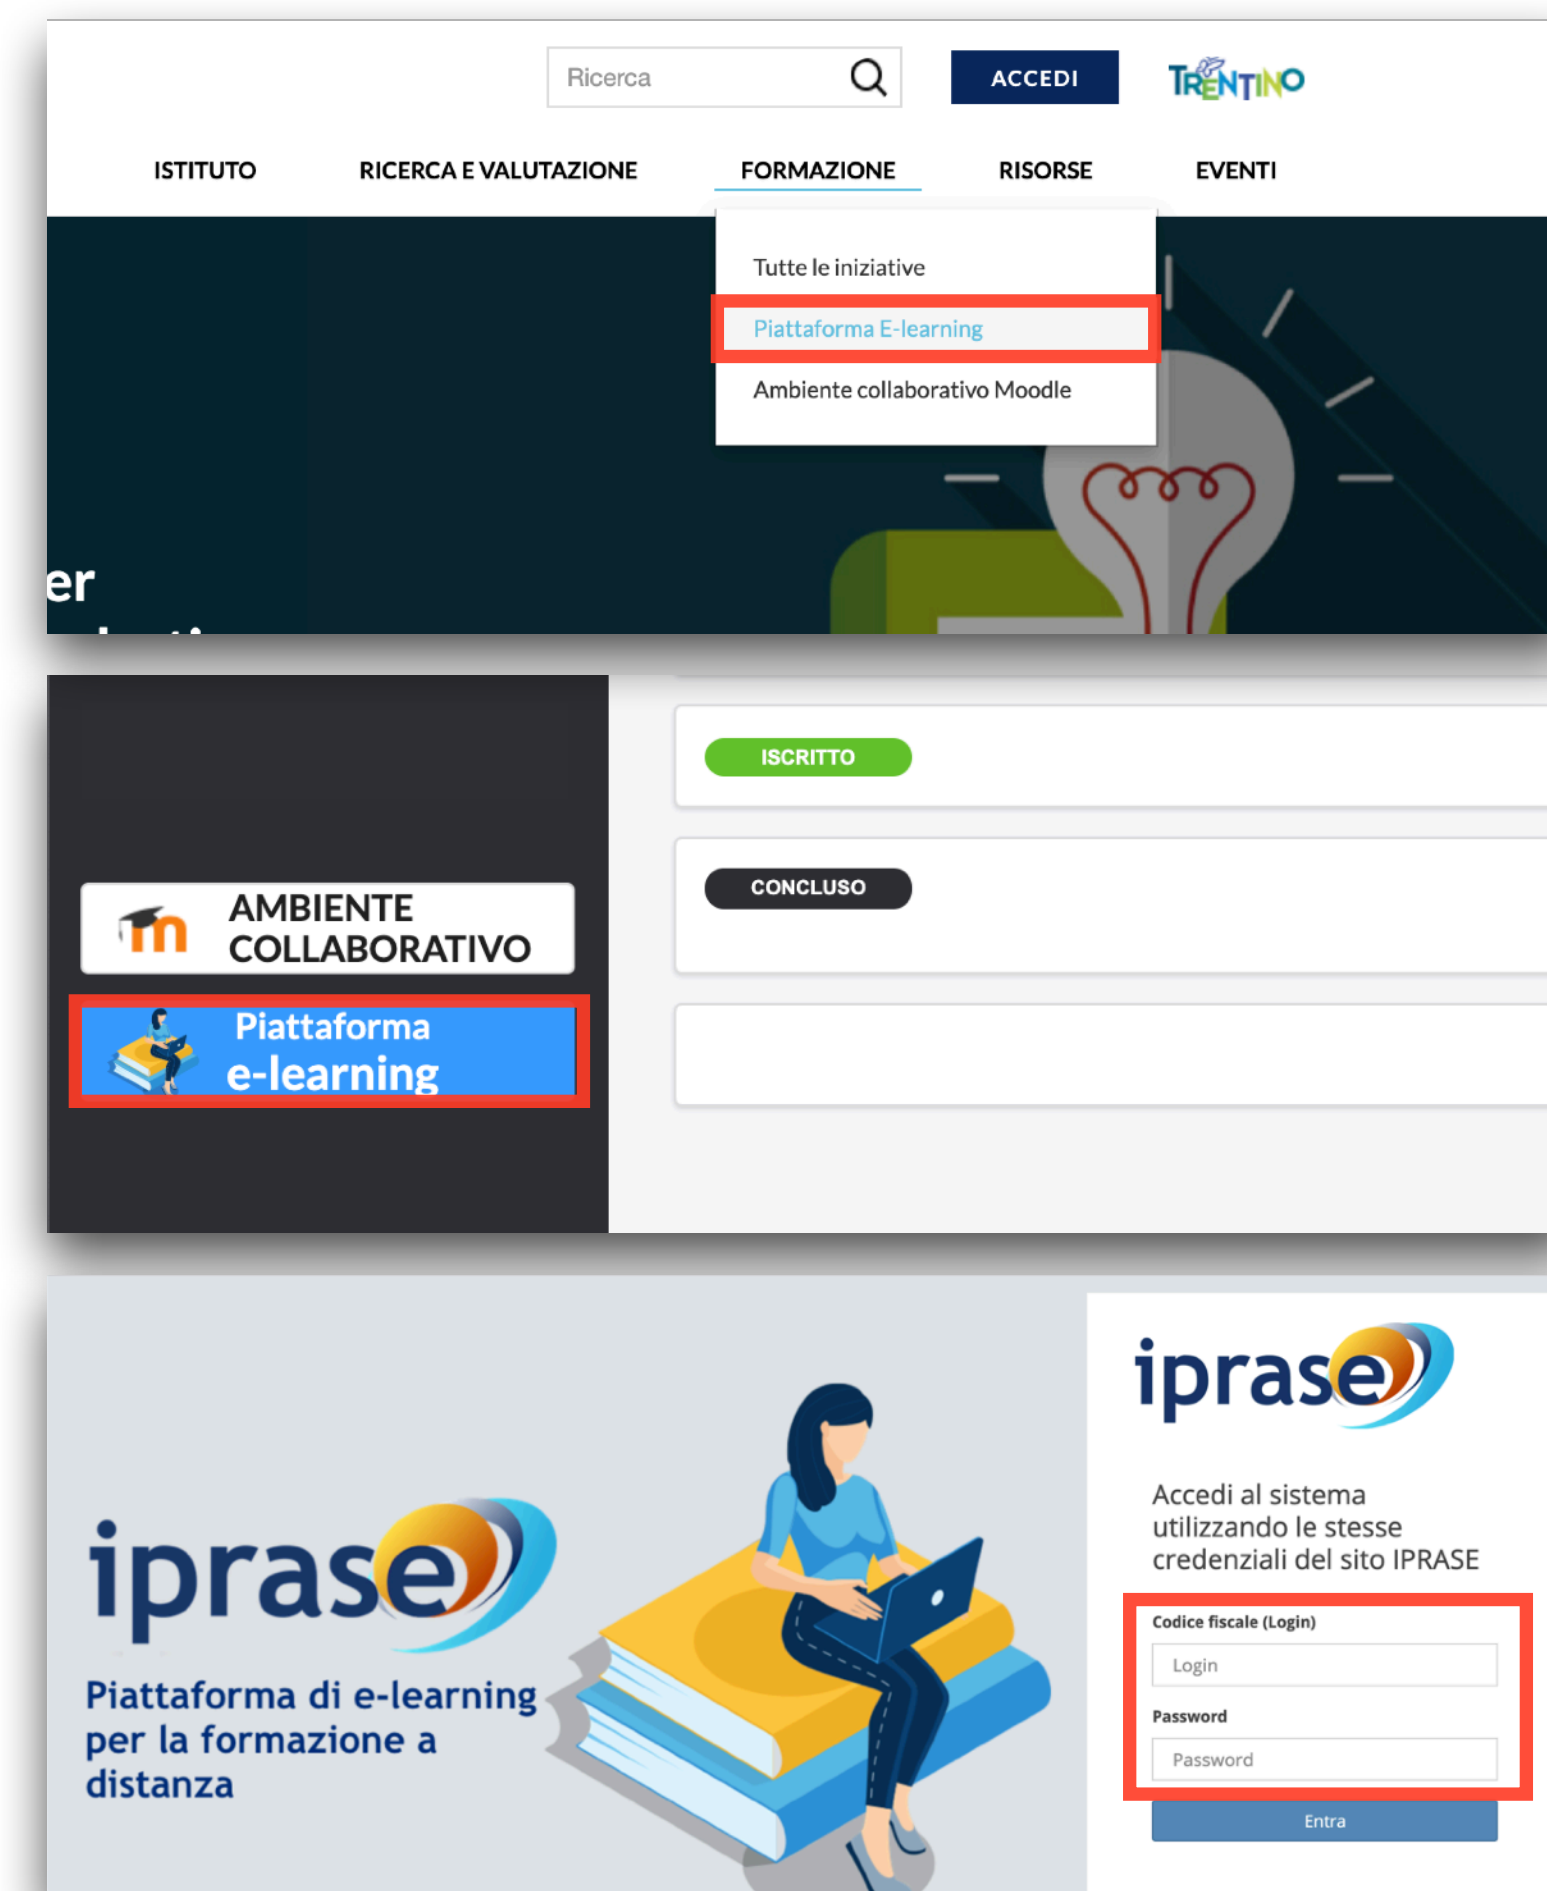 Ricerca
ACCEDI
TRENTINO
ISTITUTO RICERCA E VALUTAZIONE FORMAZIONE RISORSE EVENTI
Tutte le iniziative
Piattaforma E-learning
Ambiente collaborativo Moodle
er
ISCRITTO
CONCLUSO
AMBIENTE
COLLABORATIVO
Piattaforma
e-learning
iprase
Piattaforma di e-learning
per la formazione a
distanza
iprase
Accedi al sistema
utilizzando le stesse
credenziali del sito IPRASE
Codice fiscale (Login)
Login
Password
Password
Entra